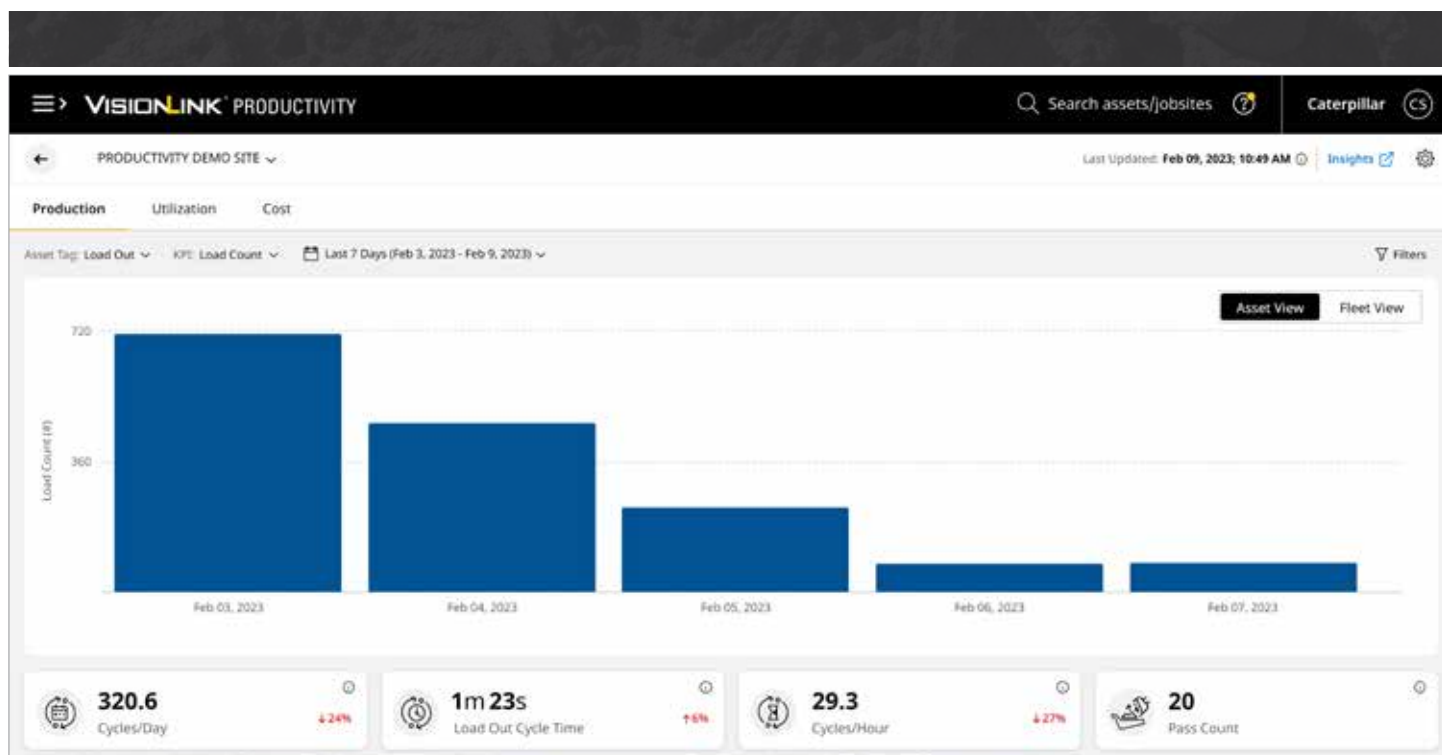 VISIONLINK PRODUCTIVITY Search assets/jobsites ? Caterpillar CS
PRODUCTIVITY DEMO SITE Last Updated: Feb 09, 2023; 10:49 AM Insights
Production Utilization Cost
Asset Tag: Load Out KPI: Load Count Last 7 Days (Feb 3, 2023 - Feb 9, 2023) Filters
Asset View Fleet View
720
Load Count (#)
360
Feb 03, 2023 Feb 04, 2023 Feb 05, 2023 Feb 06, 2023 Feb 07, 2023
320.6 ↓24% 1m 23s ↑6% 29.3 ↓27% 20
Cycles/Day Load Out Cycle Time Cycles/Hour Pass Count